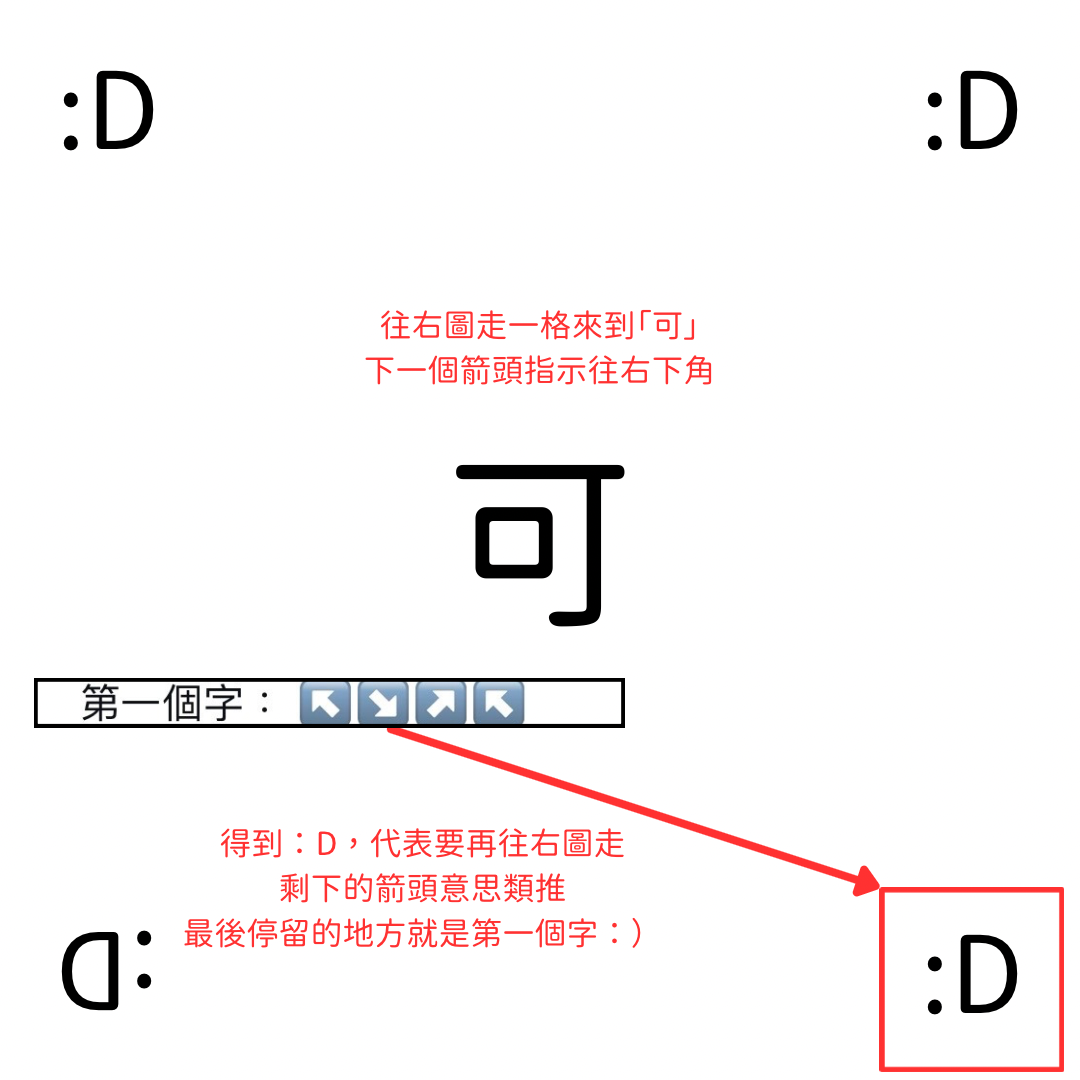 :D :D
往右圖走一格來到「可」
下一個箭頭指示往右下角
可
第一個字：↖️↘️↗️↖️
得到：D，代表要再往右圖走
剩下的箭頭意思類推
最後停留的地方就是第一個字：）
D: :D